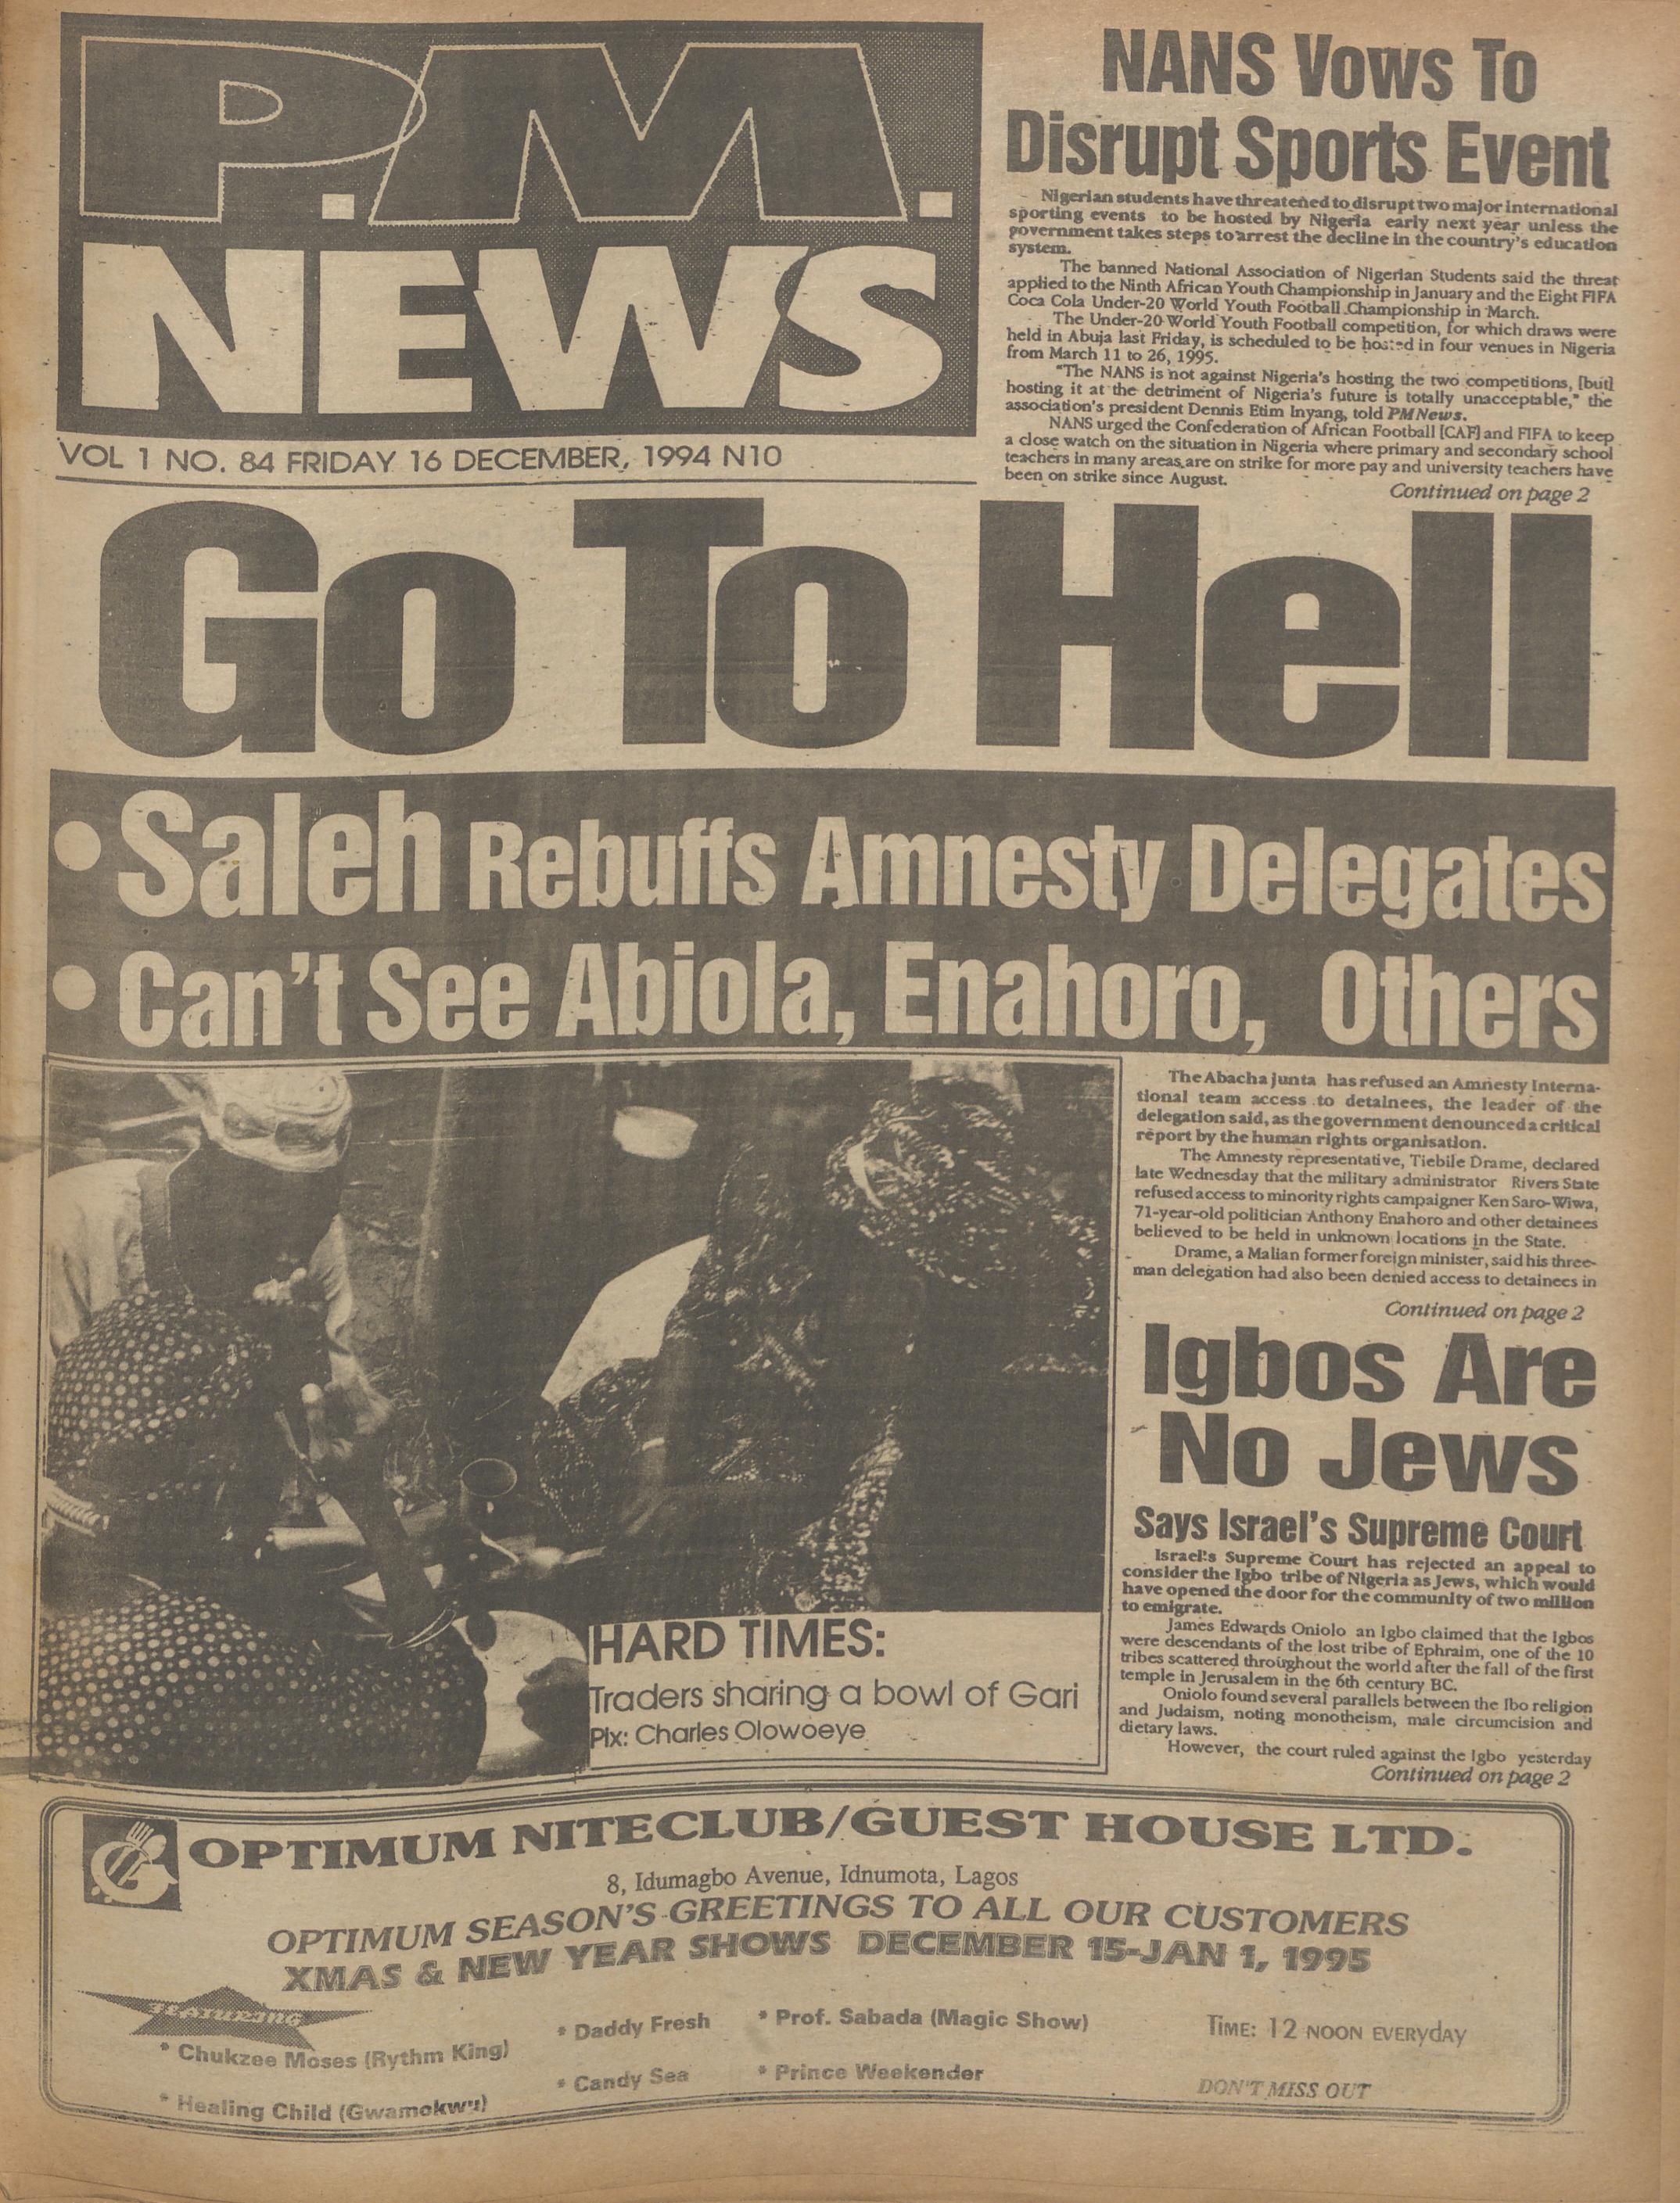 P.M.
NEWS
VOL 1 NO. 84 FRIDAY 16 DECEMBER, 1994 N10
NANS Vows To
Disrupt Sports Event
Nigerian students have threatened to disrupt two major international
sporting events to be hosted by Nigeria early next year unless the
government takes steps to arrest the decline in the country's education
system.
The banned National Association of Nigerian Students said the threat
applied to the Ninth African Youth Championship in January and the Eight FIFA
Coca Cola Under-20 World Youth Football Championship in March.
The Under-20 World Youth Football competition, for which draws were
held in Abuja last Friday, is scheduled to be hosted in four venues in Nigeria
from March 11 to 26, 1995.
"The NANS is not against Nigeria's hosting the two competitions, [but]
hosting it at the detriment of Nigeria's future is totally unacceptable," the
association's president Dennis Etim Inyang, told PMNews.
NANS urged the Confederation of African Football [CAF] and FIFA to keep
a close watch on the situation in Nigeria where primary and secondary school
teachers in many areas are on strike for more pay and university teachers have
been on strike since August.
Continued on page 2
Go To Hell
• Saleh Rebuffs Amnesty Delegates
• Can't See Abiola, Enahoro, Others
The Abacha junta has refused an Amnesty Interna-
tional team access to detainees, the leader of the
delegation said, as the government denounced a critical
report by the human rights organisation.
The Amnesty representative, Tiebile Drame, declared
late Wednesday that the military administrator Rivers State
refused access to minority rights campaigner Ken Saro-Wiwa,
71-year-old politician Anthony Enahoro and other detainees
believed to be held in unknown locations in the State.
Drame, a Malian former foreign minister, said his three-
man delegation had also been denied access to detainees in
Continued on page 2
Igbos Are
No Jews
Says Israel's Supreme Court
Israel's Supreme Court has rejected an appeal to
consider the Igbo tribe of Nigeria as Jews, which would
have opened the door for the community of two million
to emigrate.
James Edwards Oniolo an Igbo claimed that the Igbos
were descendants of the lost tribe of Ephraim, one of the 10
tribes scattered throughout the world after the fall of the first
temple in Jerusalem in the 6th century BC.
Oniolo found several parallels between the Ibo religion
and Judaism, noting monotheism, male circumcision and
dietary laws.
However, the court ruled against the Igbo yesterday
Continued on page 2
HARD TIMES:
Traders sharing a bowl of Gari
Pix: Charles Olowoeye
OPTIMUM NITECLUB/GUEST HOUSE LTD.
8, Idumagbo Avenue, Idnumota, Lagos
OPTIMUM SEASON'S GREETINGS TO ALL OUR CUSTOMERS
XMAS & NEW YEAR SHOWS DECEMBER 15-JAN 1, 1995
FEATURING
* Chukzee Moses (Rythm King)
* Healing Child (Gwamokwu)
* Daddy Fresh
* Candy Sea
* Prof. Sabada (Magic Show)
* Prince Weekender
TIME: 12 NOON EVERYdAY
DON'T MISS OUT